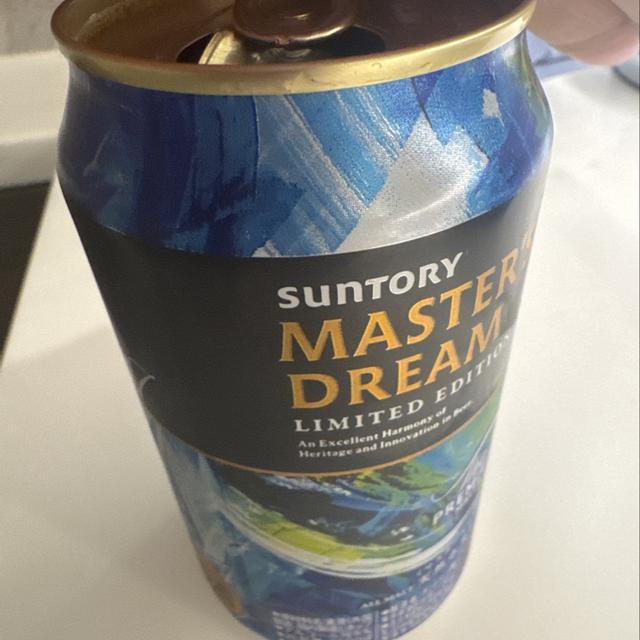 SUNTORY
MASTER'S
DREAM
LIMITED EDITION
An Excellent Harmony of
Heritage and Innovation in Beer.